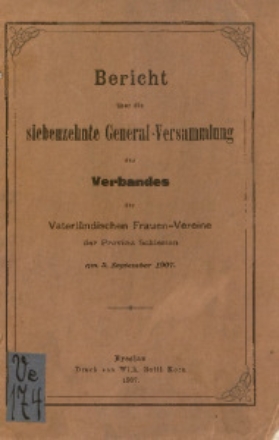 Bericht
über die
siebenzehnte General-Versammlung
des
Verbandes
der
Vaterländischen Frauen-Vereine
der Provinz Schlesien
am 3. September 1907.
Breslau
Druck von Wilh. Gottl. Korn
1907.
Ve
174